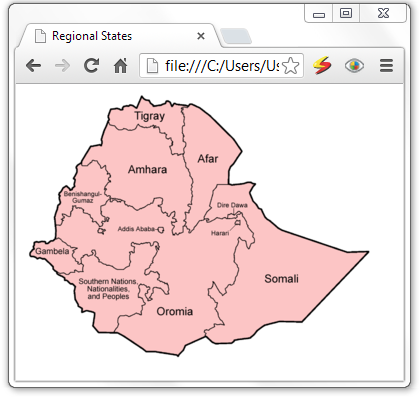 Regional States
file:///C:/Users/Us
Tigray
Afar
Amhara
Benishangul-
Gumaz
Dire Dawa
Addis Ababa
Harari
Gambela
Somali
Southern Nations,
Nationalities,
and Peoples
Oromia